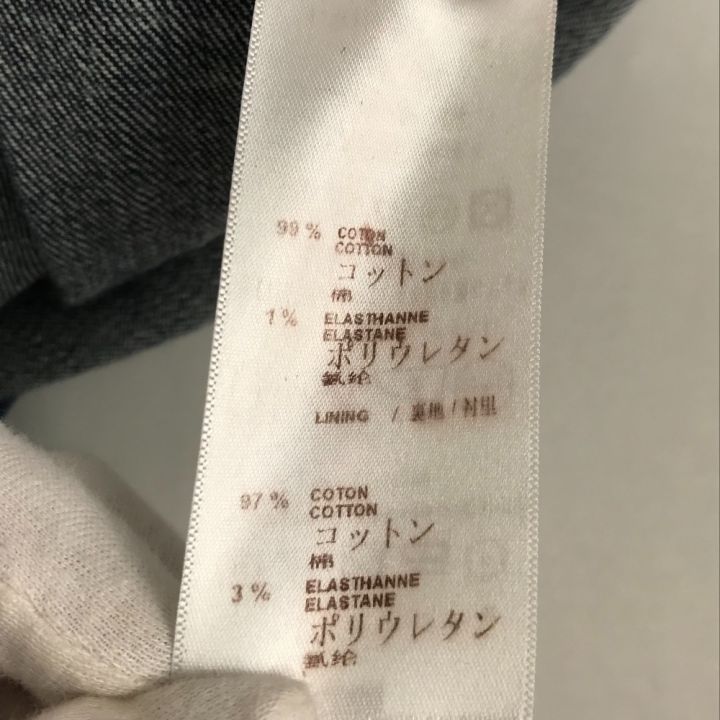 99 % COTON
COTTON
コットン
棉
1 % ELASTHANNE
ELASTANE
ポリウレタン
氨纶
LINING / 裏地 / 衬里
97 % COTON
COTTON
コットン
棉
3 % ELASTHANNE
ELASTANE
ポリウレタン
氨纶